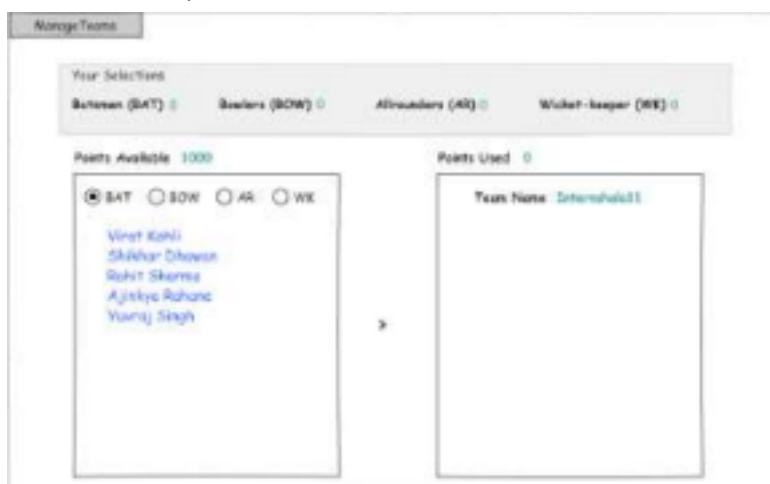 Manage Teams
Your Selections
Batsmen (BAT) 0 Bowlers (BOW) 0 Allrounders (AR) 0 Wicket-keeper (WK) 0
Points Available 1000 Points Used 0
BAT BOW AR WK Team Name
Virat Kohli
Shikhar Dhawan
Rohit Sharma
Ajinkya Rahane
Yuvraj Singh
>